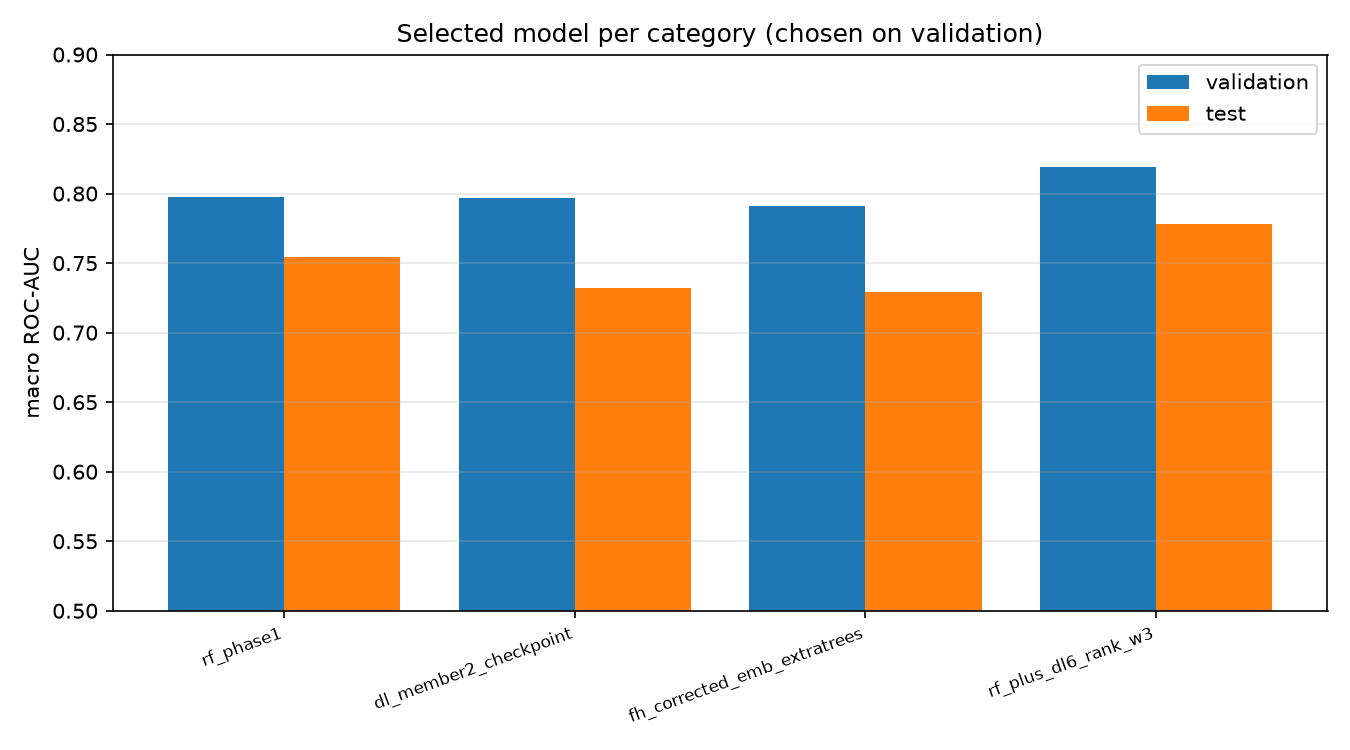 Selected model per category (chosen on validation)
0.90
0.85
0.80
0.75
0.70
0.65
0.60
0.55
0.50
macro ROC-AUC
validation
test
rf_phase1
dl_member2_checkpoint
fh_corrected_emb_extratrees
rf_plus_dl6_rank_w3